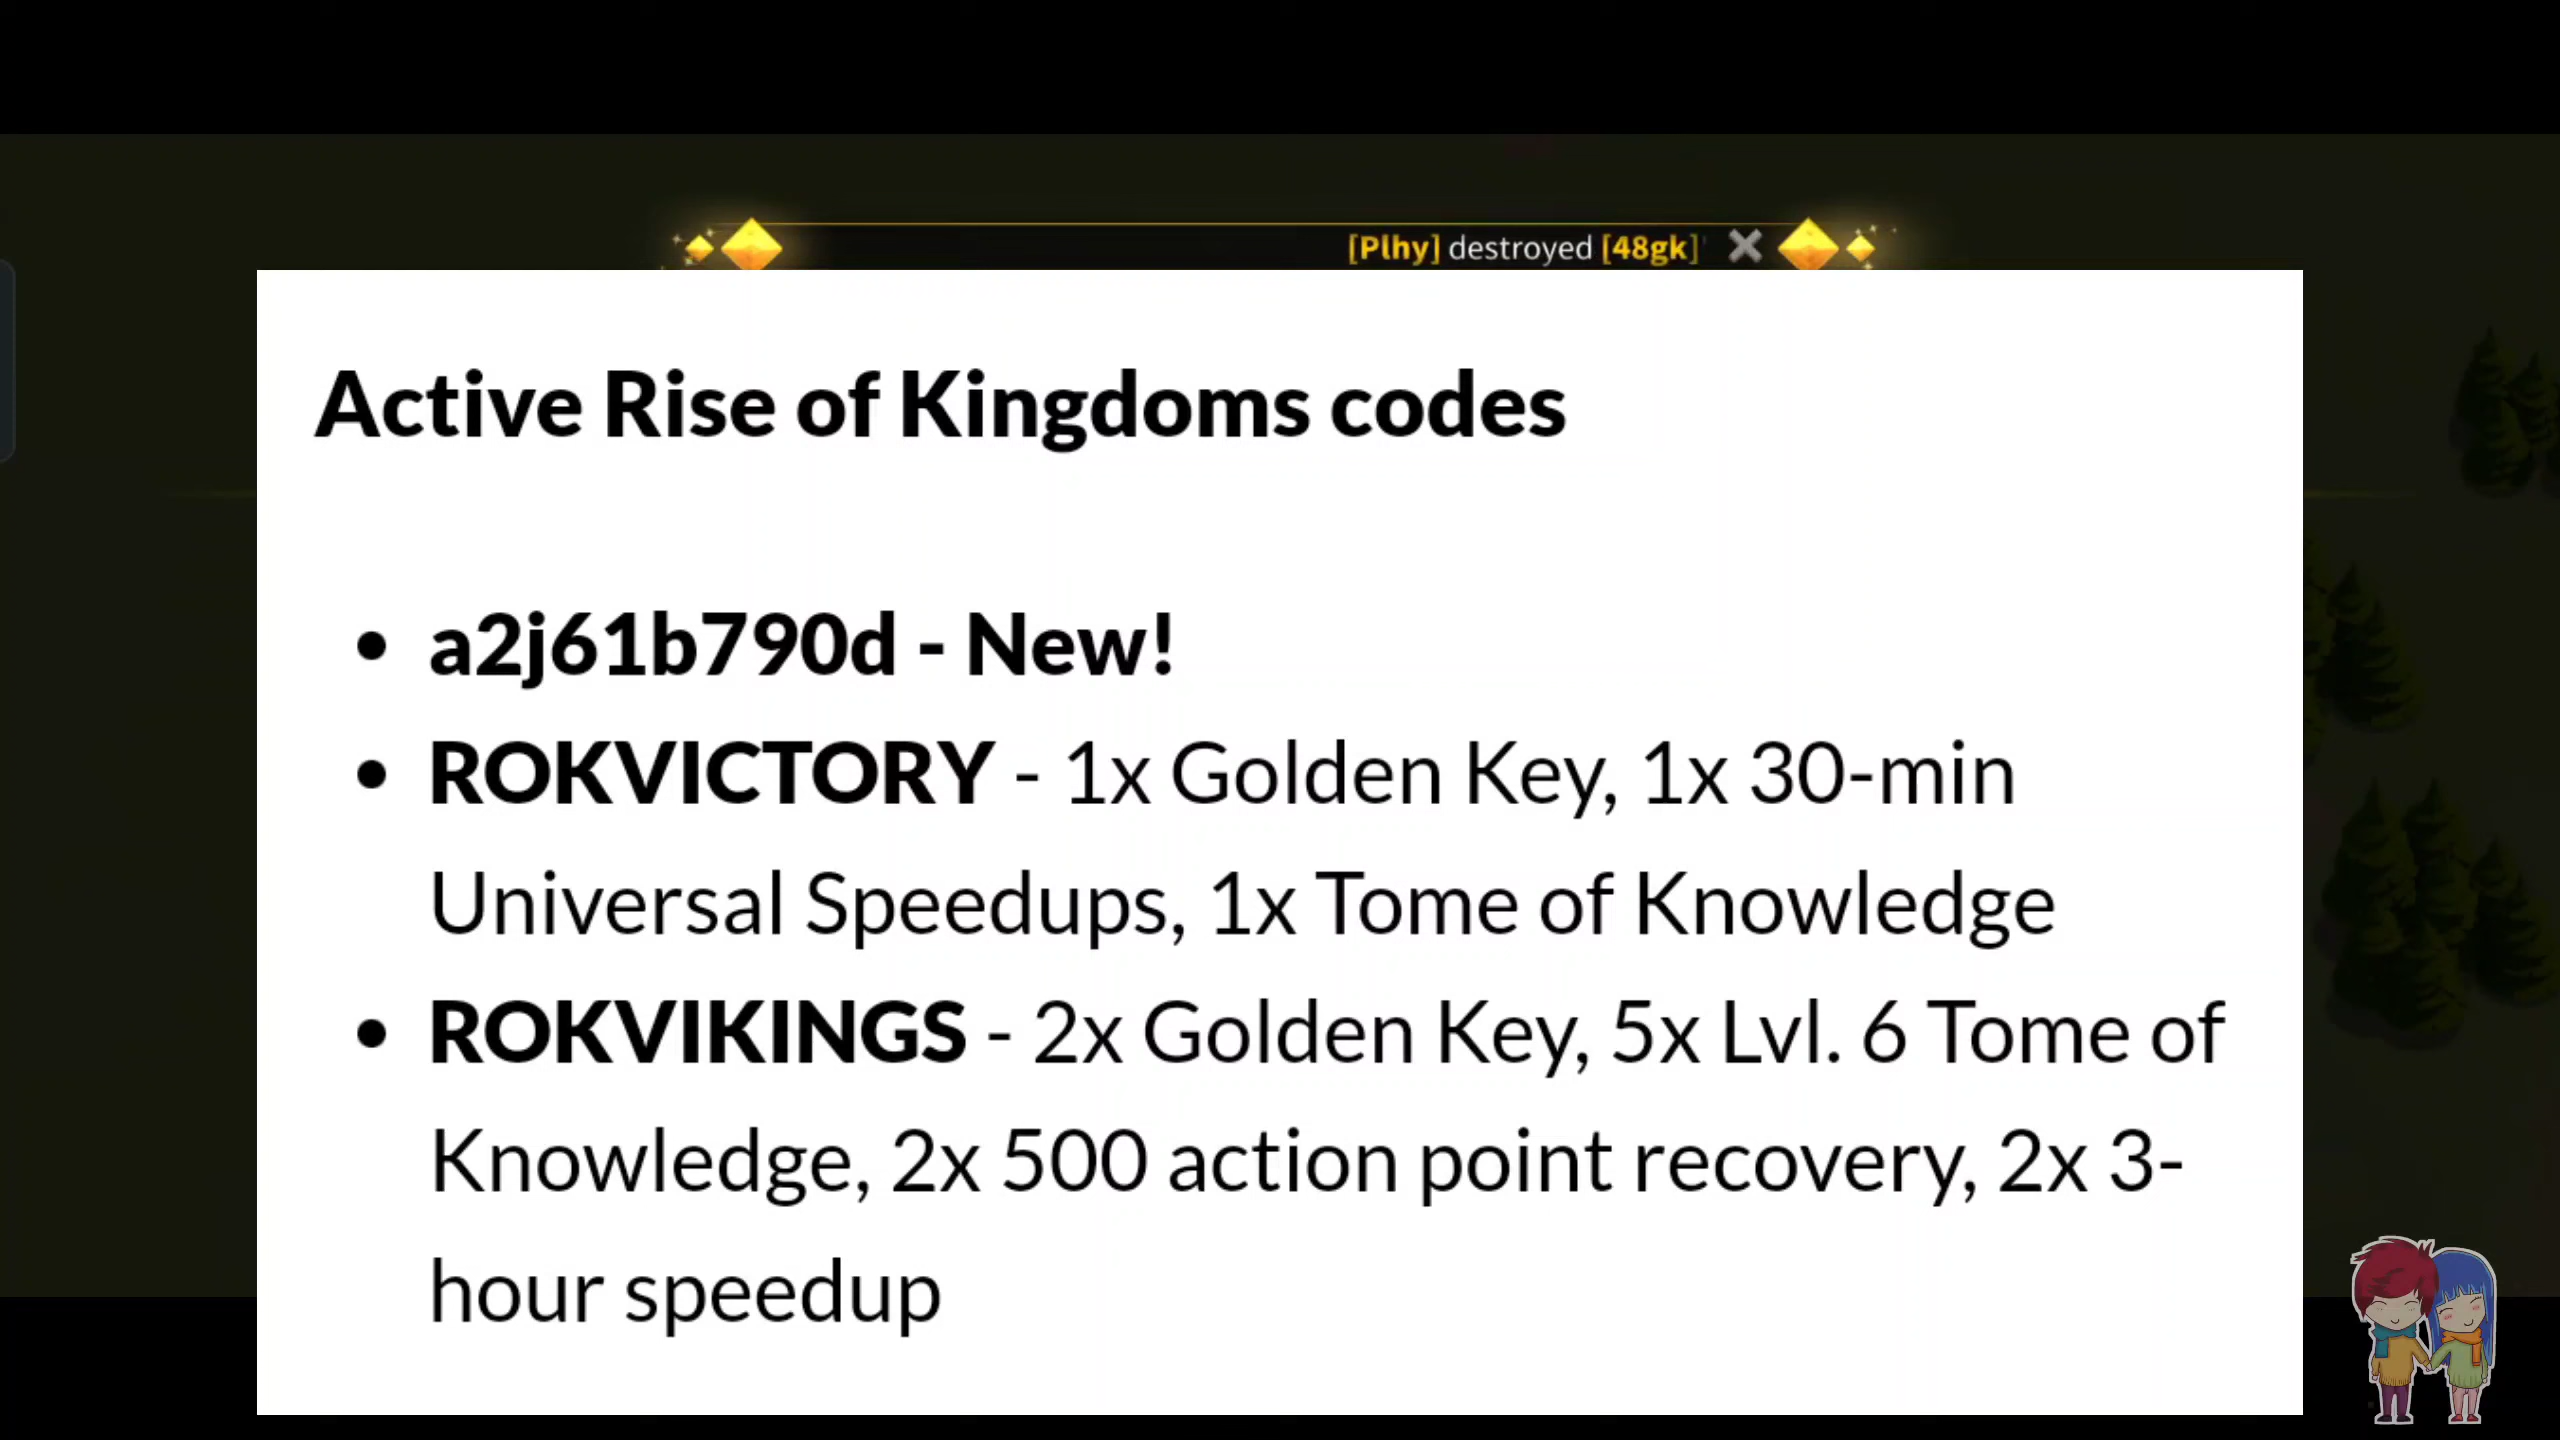 [Plhy] destroyed [48gk]
Active Rise of Kingdoms codes
• a2j61b790d - New!
• ROKVICTORY - 1x Golden Key, 1x 30-min
Universal Speedups, 1x Tome of Knowledge
• ROKVIKINGS - 2x Golden Key, 5x Lvl. 6 Tome of
Knowledge, 2x 500 action point recovery, 2x 3-
hour speedup